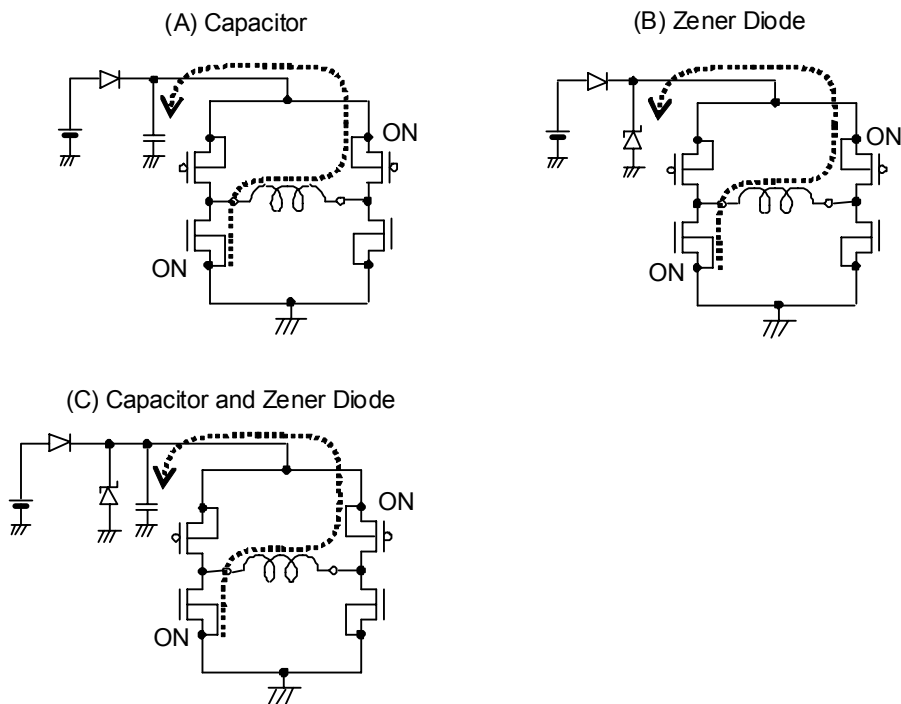 (A) Capacitor
(B) Zener Diode
ON
ON
ON
ON
(C) Capacitor and Zener Diode
ON
ON